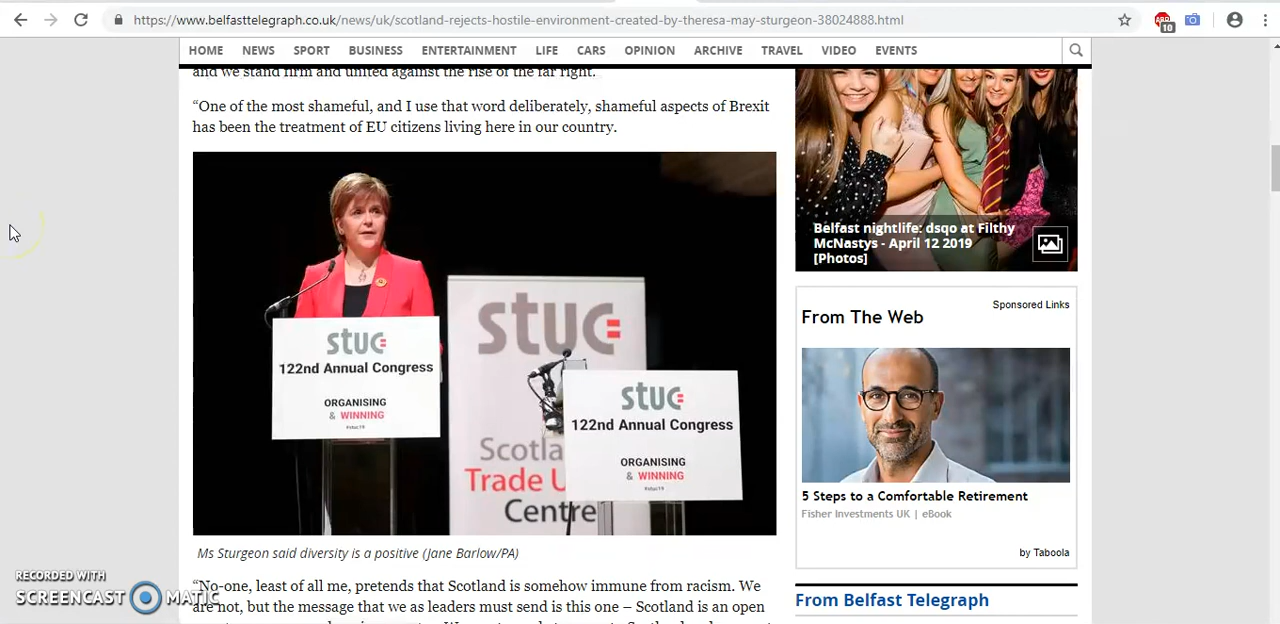 https://www.belfasttelegraph.co.uk/news/uk/scotland-rejects-hostile-environment-created-by-theresa-may-sturgeon-38024888.html
ABP
10
HOME NEWS SPORT BUSINESS ENTERTAINMENT LIFE CARS OPINION ARCHIVE TRAVEL VIDEO EVENTS
and we stand firm and united against the rise of the far right.
“One of the most shameful, and I use that word deliberately, shameful aspects of Brexit
has been the treatment of EU citizens living here in our country.
stuc
122nd Annual Congress
ORGANISING
& WINNING
#stuc19
stuc
Scotla
Trade U
Centre
stuc
122nd Annual Congress
ORGANISING
& WINNING
#stuc19
Ms Sturgeon said diversity is a positive (Jane Barlow/PA)
“No-one, least of all me, pretends that Scotland is somehow immune from racism. We
are not, but the message that we as leaders must send is this one – Scotland is an open
Belfast nightlife: dsqo at Filthy
McNastys - April 12 2019
[Photos]
Sponsored Links
From The Web
5 Steps to a Comfortable Retirement
Fisher Investments UK | eBook
by Taboola
From Belfast Telegraph
RECORDED WITH
SCREENCAST MATIC